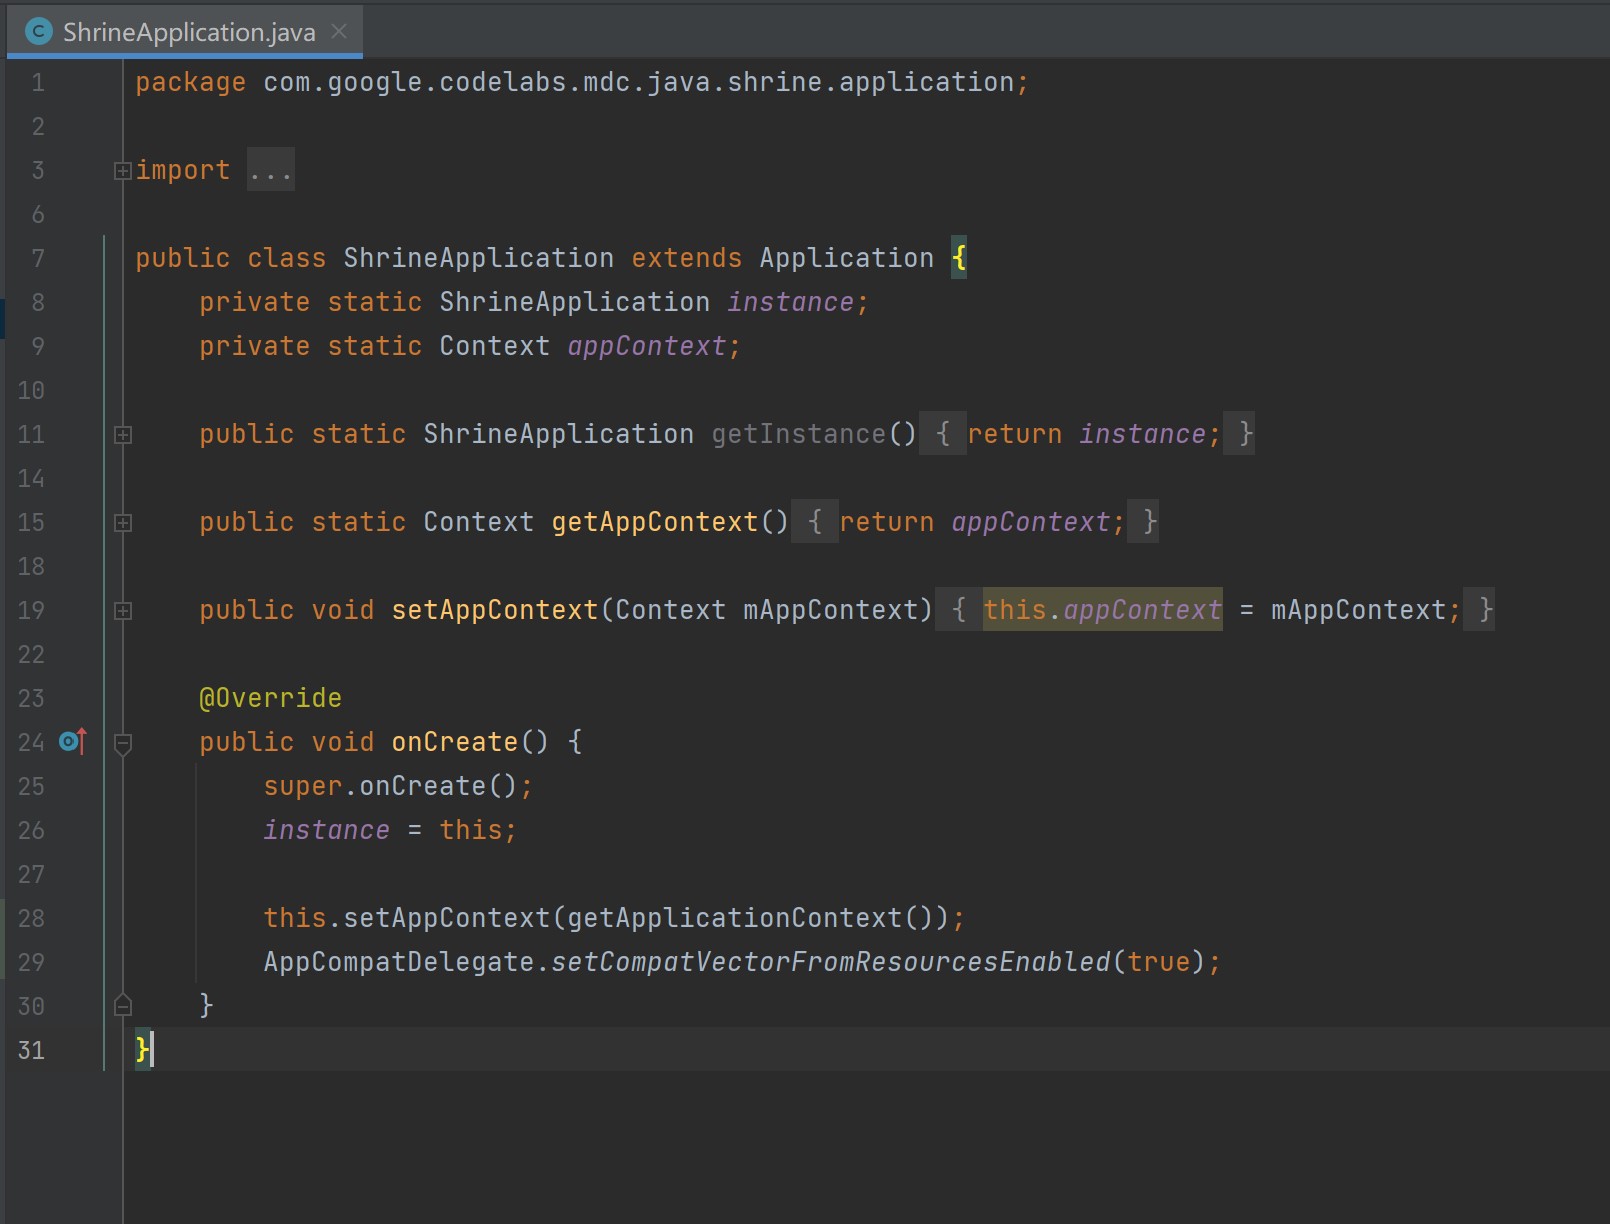 ShrineApplication.java
1 package com.google.codelabs.mdc.java.shrine.application;
2
3 import ...
6
7 public class ShrineApplication extends Application {
8     private static ShrineApplication instance;
9     private static Context appContext;
10
11     public static ShrineApplication getInstance() { return instance; }
14
15     public static Context getAppContext() { return appContext; }
18
19     public void setAppContext(Context mAppContext) { this.appContext = mAppContext; }
22
23     @Override
24     public void onCreate() {
25         super.onCreate();
26         instance = this;
27
28         this.setAppContext(getApplicationContext());
29         AppCompatDelegate.setCompatVectorFromResourcesEnabled(true);
30     }
31 }